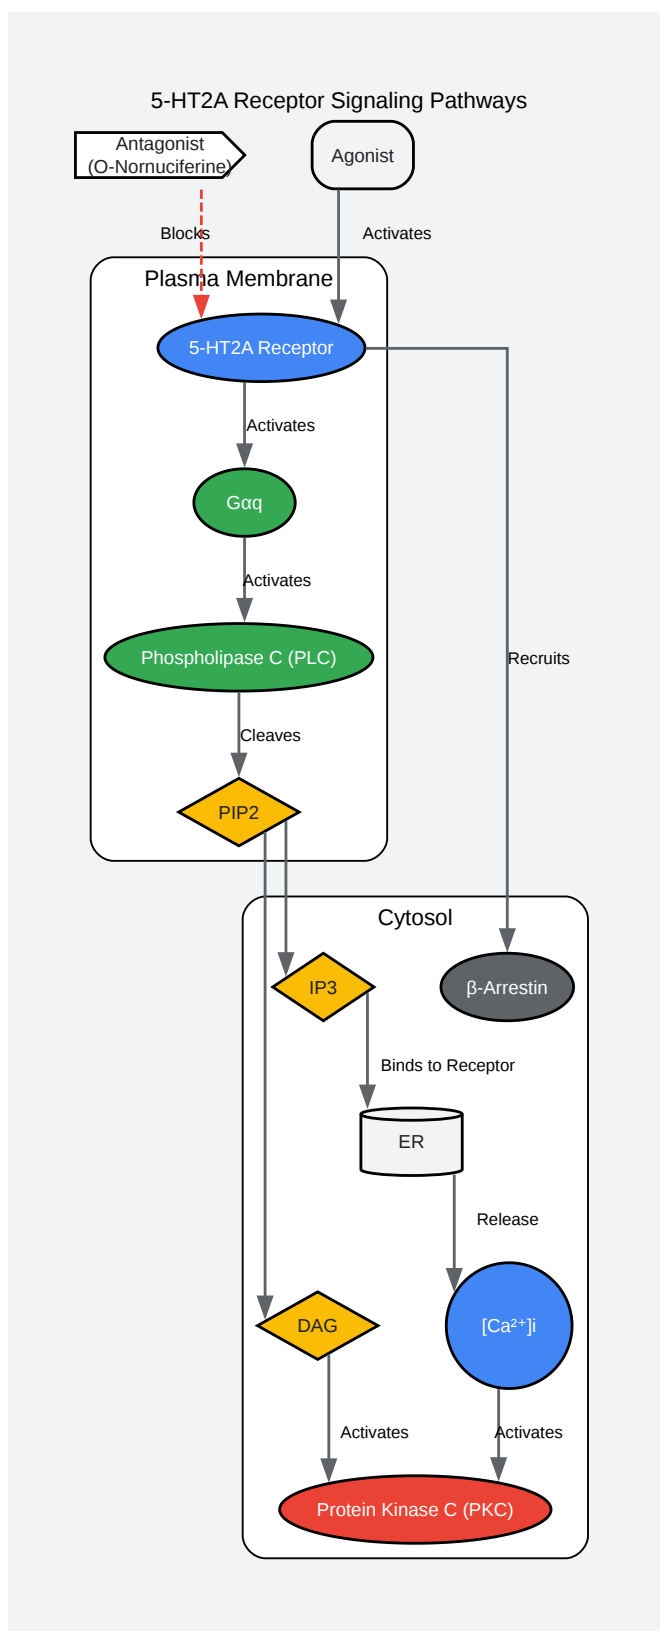 5-HT2A Receptor Signaling Pathways
Antagonist
(O-Nornuciferine)
Agonist
Blocks
Activates
Plasma Membrane
5-HT2A Receptor
Activates
Gαq
Activates
Phospholipase C (PLC)
Recruits
Cleaves
PIP2
Cytosol
IP3
β-Arrestin
Binds to Receptor
ER
Release
DAG
[Ca²⁺]i
Activates
Activates
Protein Kinase C (PKC)